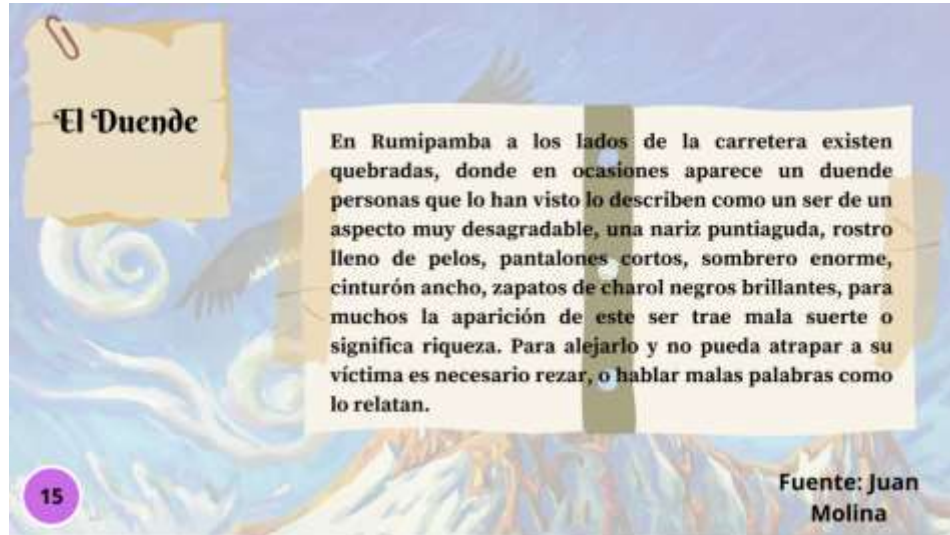 El Duende
En Rumipamba a los lados de la carretera existen
quebradas, donde en ocasiones aparece un duende
personas que lo han visto lo describen como un ser de un
aspecto muy desagradable, una nariz puntiaguda, rostro
lleno de pelos, pantalones cortos, sombrero enorme,
cinturón ancho, zapatos de charol negros brillantes, para
muchos la aparición de este ser trae mala suerte o
significa riqueza. Para alejarlo y no pueda atrapar a su
víctima es necesario rezar, o hablar malas palabras como
lo relatan.
15
Fuente: Juan
Molina